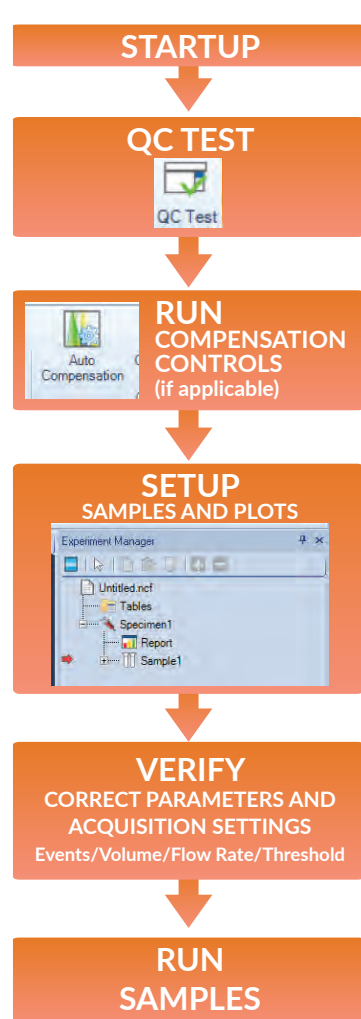 STARTUP
QC TEST
QC Test
RUN
COMPENSATION
CONTROLS
(if applicable)
Auto
Compensation
SETUP
SAMPLES AND PLOTS
Experiment Manager
Untitled.ncf
Tables
Specimen1
Report
Sample1
VERIFY
CORRECT PARAMETERS AND
ACQUISITION SETTINGS
Events/Volume/Flow Rate/Threshold
RUN
SAMPLES